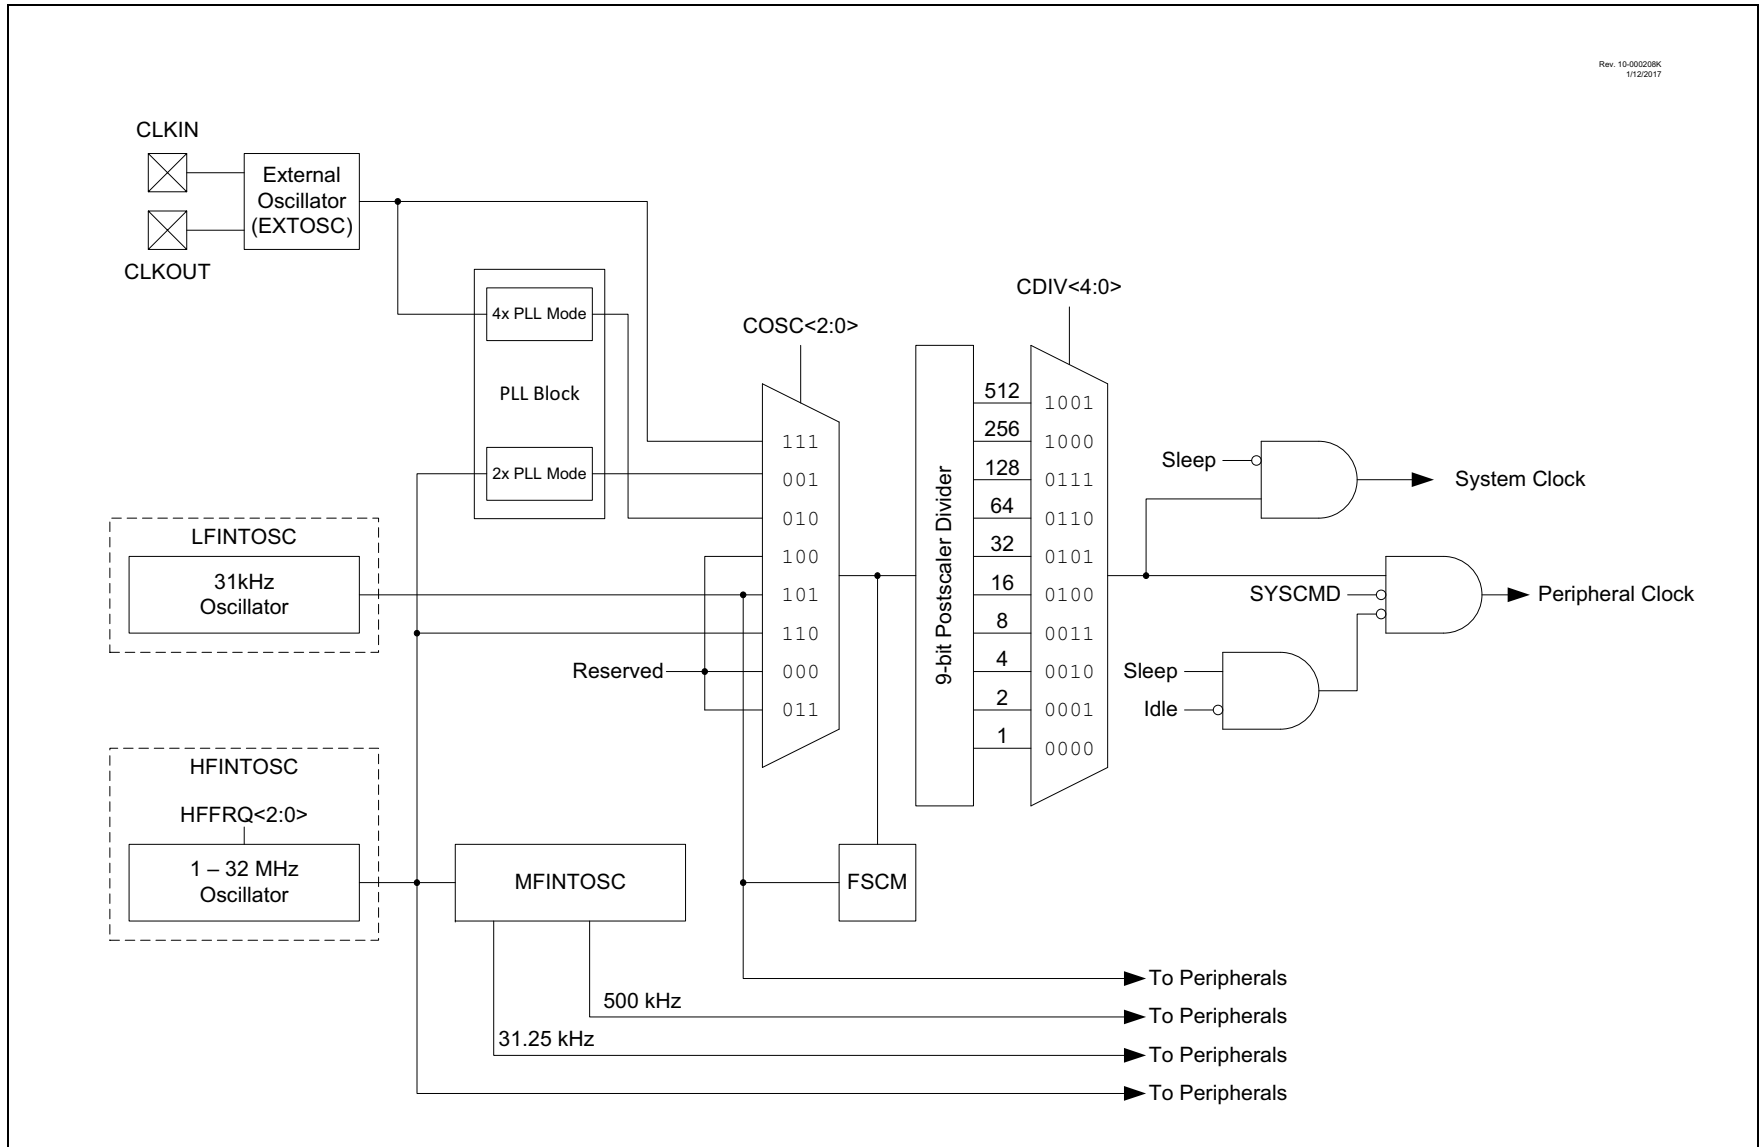 Rev. 10-000208K
1/12/2017
CLKIN
External
Oscillator
(EXTOSC)
CLKOUT
4x PLL Mode
PLL Block
2x PLL Mode
COSC<2:0>
111
001
010
100
101
110
000
011
Reserved
LFINTOSC
31kHz
Oscillator
HFINTOSC
HFFRQ<2:0>
1 – 32 MHz
Oscillator
MFINTOSC
FSCM
9-bit Postscaler Divider
CDIV<4:0>
512
256
128
64
32
16
8
4
2
1
1001
1000
0111
0110
0101
0100
0011
0010
0001
0000
Sleep
System Clock
SYSCMD
Peripheral Clock
Sleep
Idle
To Peripherals
500 kHz
To Peripherals
31.25 kHz
To Peripherals
To Peripherals